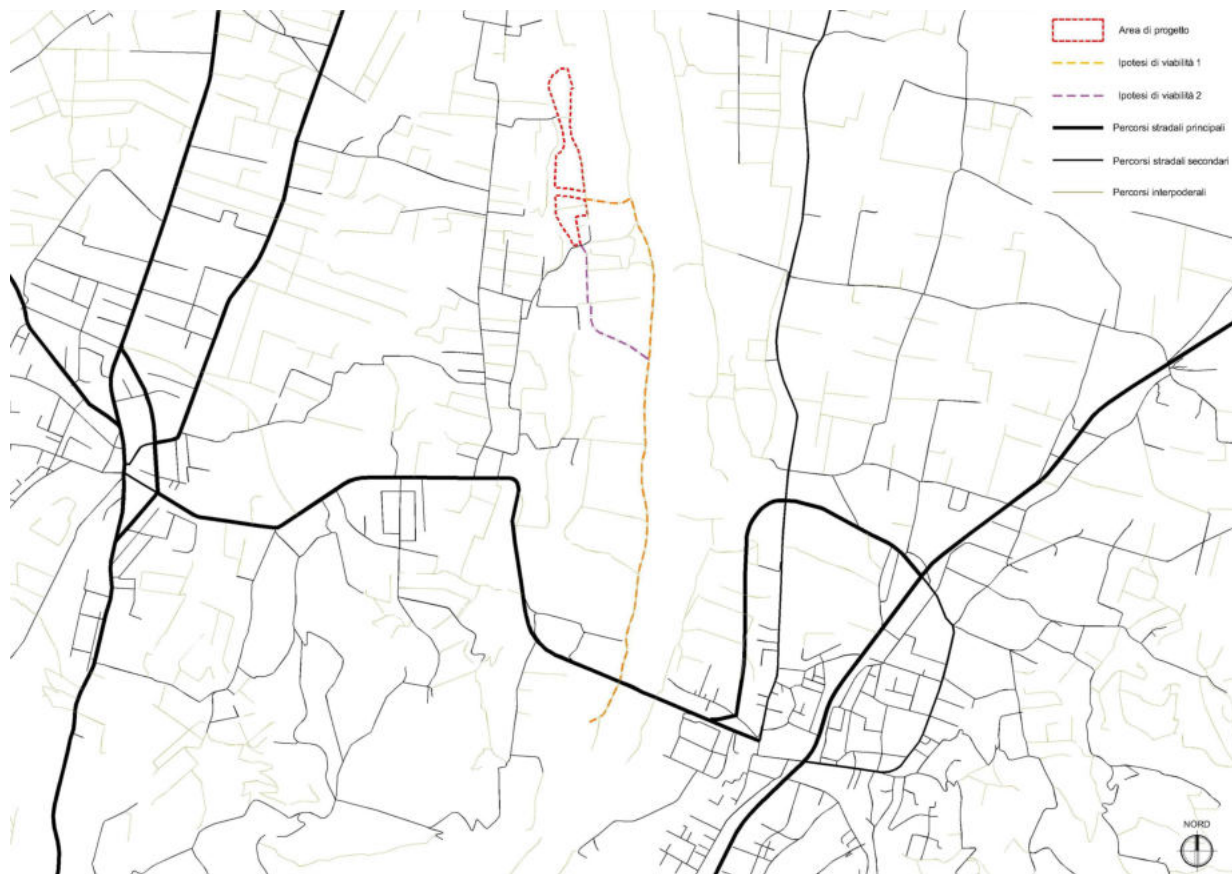 Area di progetto
Ipotesi di viabilità 1
Ipotesi di viabilità 2
Percorsi stradali principali
Percorsi stradali secondari
Percorsi interpoderali
NORD